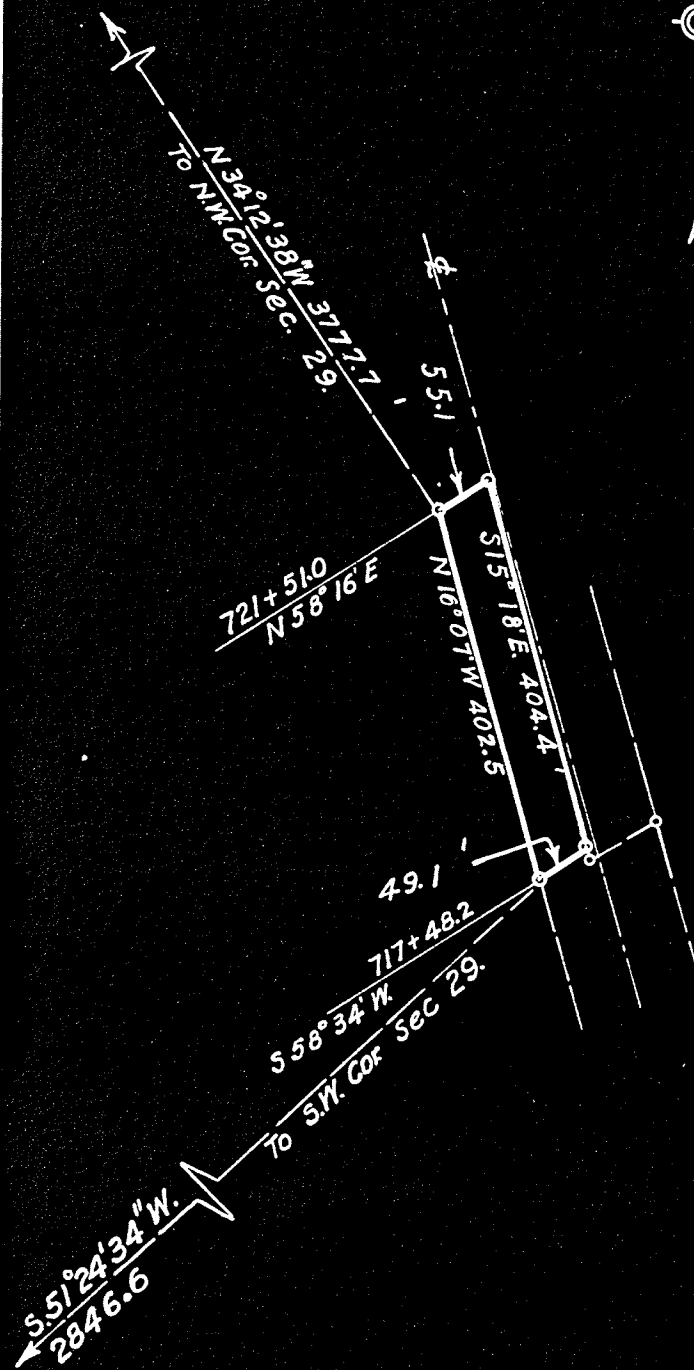 N 34° 12' 38" W 3777.7 '
To N.W. Cor. Sec. 29.
℄
55.1
721 + 51.0
N 58° 16' E
S 15° 18' E. 404.4 '
N 16° 07' W 402.5
49.1 '
717 + 48.2
S 58° 34' W.
To S.W. Cor. Sec 29.
S. 51° 24' 34" W.
2846.6